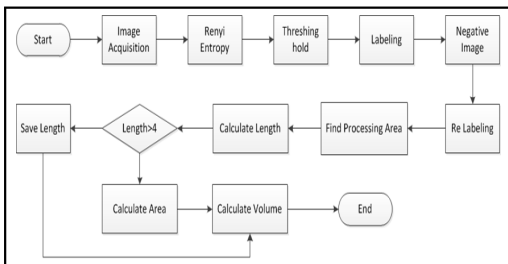 Start
Image
Acquisition
Renyi
Entropy
Threshing
hold
Labeling
Negative
Image
Re Labeling
Find Processing Area
Calculate Length
Length>4
Save Length
Calculate Area
Calculate Volume
End